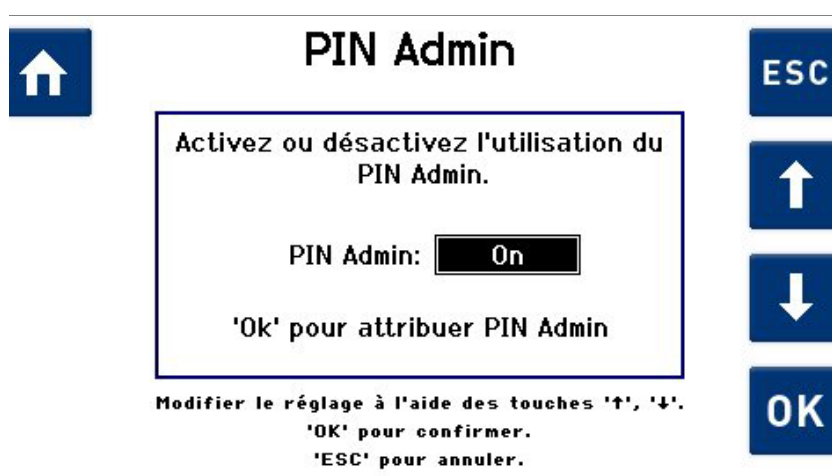 PIN Admin
ESC
Activez ou désactivez l'utilisation du
PIN Admin.
PIN Admin: On
'Ok' pour attribuer PIN Admin
Modifier le réglage à l'aide des touches '↑', '↓'.
'OK' pour confirmer.
'ESC' pour annuler.
OK